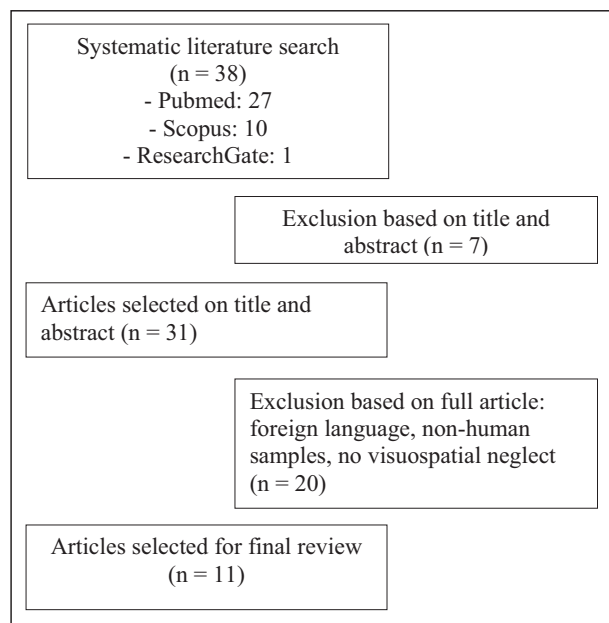 Systematic literature search
(n = 38)
- Pubmed: 27
- Scopus: 10
- ResearchGate: 1
Exclusion based on title and
abstract (n = 7)
Articles selected on title and
abstract (n = 31)
Exclusion based on full article:
foreign language, non-human
samples, no visuospatial neglect
(n = 20)
Articles selected for final review
(n = 11)